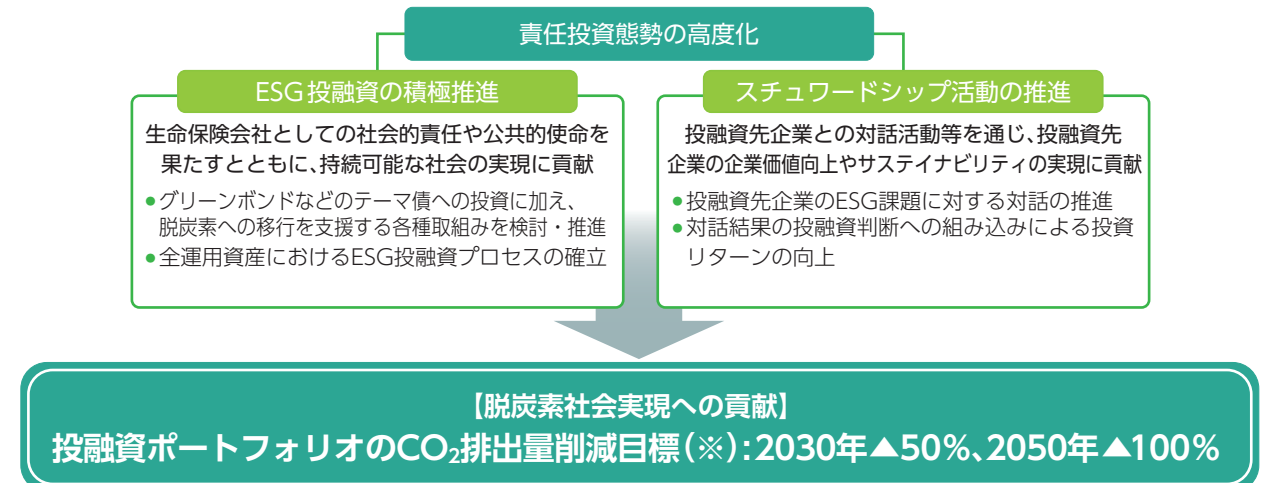 責任投資態勢の高度化
ESG投融資の積極推進
生命保険会社としての社会的責任や公共的使命を
果たすとともに、持続可能な社会の実現に貢献
●グリーンボンドなどのテーマ債への投資に加え、
脱炭素への移行を支援する各種取組みを検討・推進
●全運用資産におけるESG投融資プロセスの確立
スチュワードシップ活動の推進
投融資先企業との対話活動等を通じ、投融資先
企業の企業価値向上やサステイナビリティの実現に貢献
●投融資先企業のESG課題に対する対話の推進
●対話結果の投融資判断への組み込みによる投資
リターンの向上
【脱炭素社会実現への貢献】
投融資ポートフォリオのCO₂排出量削減目標(※):2030年▲50%、2050年▲100%